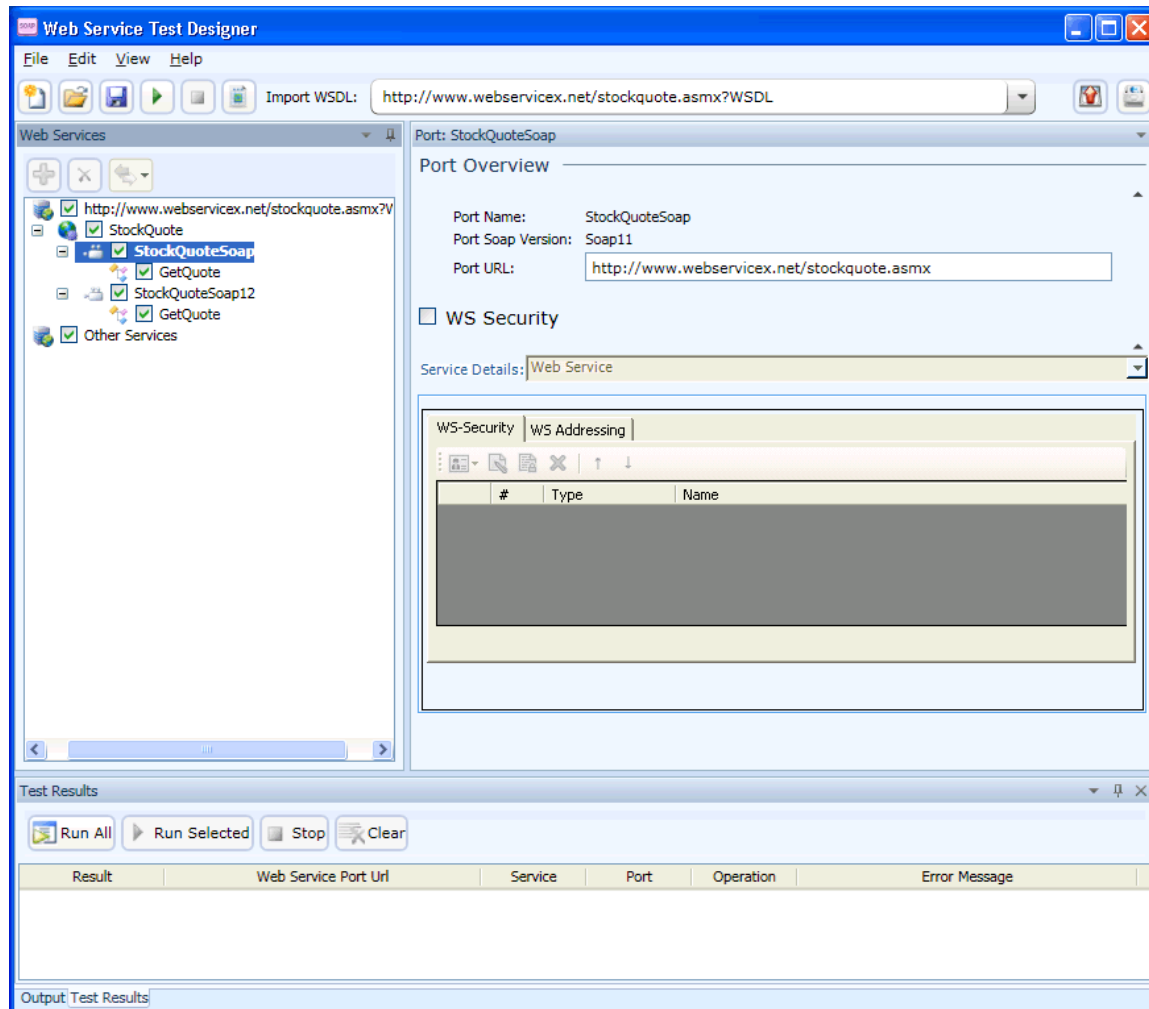 SOAP Web Service Test Designer
File Edit View Help
Import WSDL: http://www.webservicex.net/stockquote.asmx?WSDL
Web Services
http://www.webservicex.net/stockquote.asmx?W
StockQuote
StockQuoteSoap
GetQuote
StockQuoteSoap12
GetQuote
Other Services
Port: StockQuoteSoap
Port Overview
Port Name: StockQuoteSoap
Port Soap Version: Soap11
Port URL: http://www.webservicex.net/stockquote.asmx
WS Security
Service Details: Web Service
WS-Security WS Addressing
# Type Name
Test Results
Run All Run Selected Stop Clear
Result Web Service Port Url Service Port Operation Error Message
Output Test Results